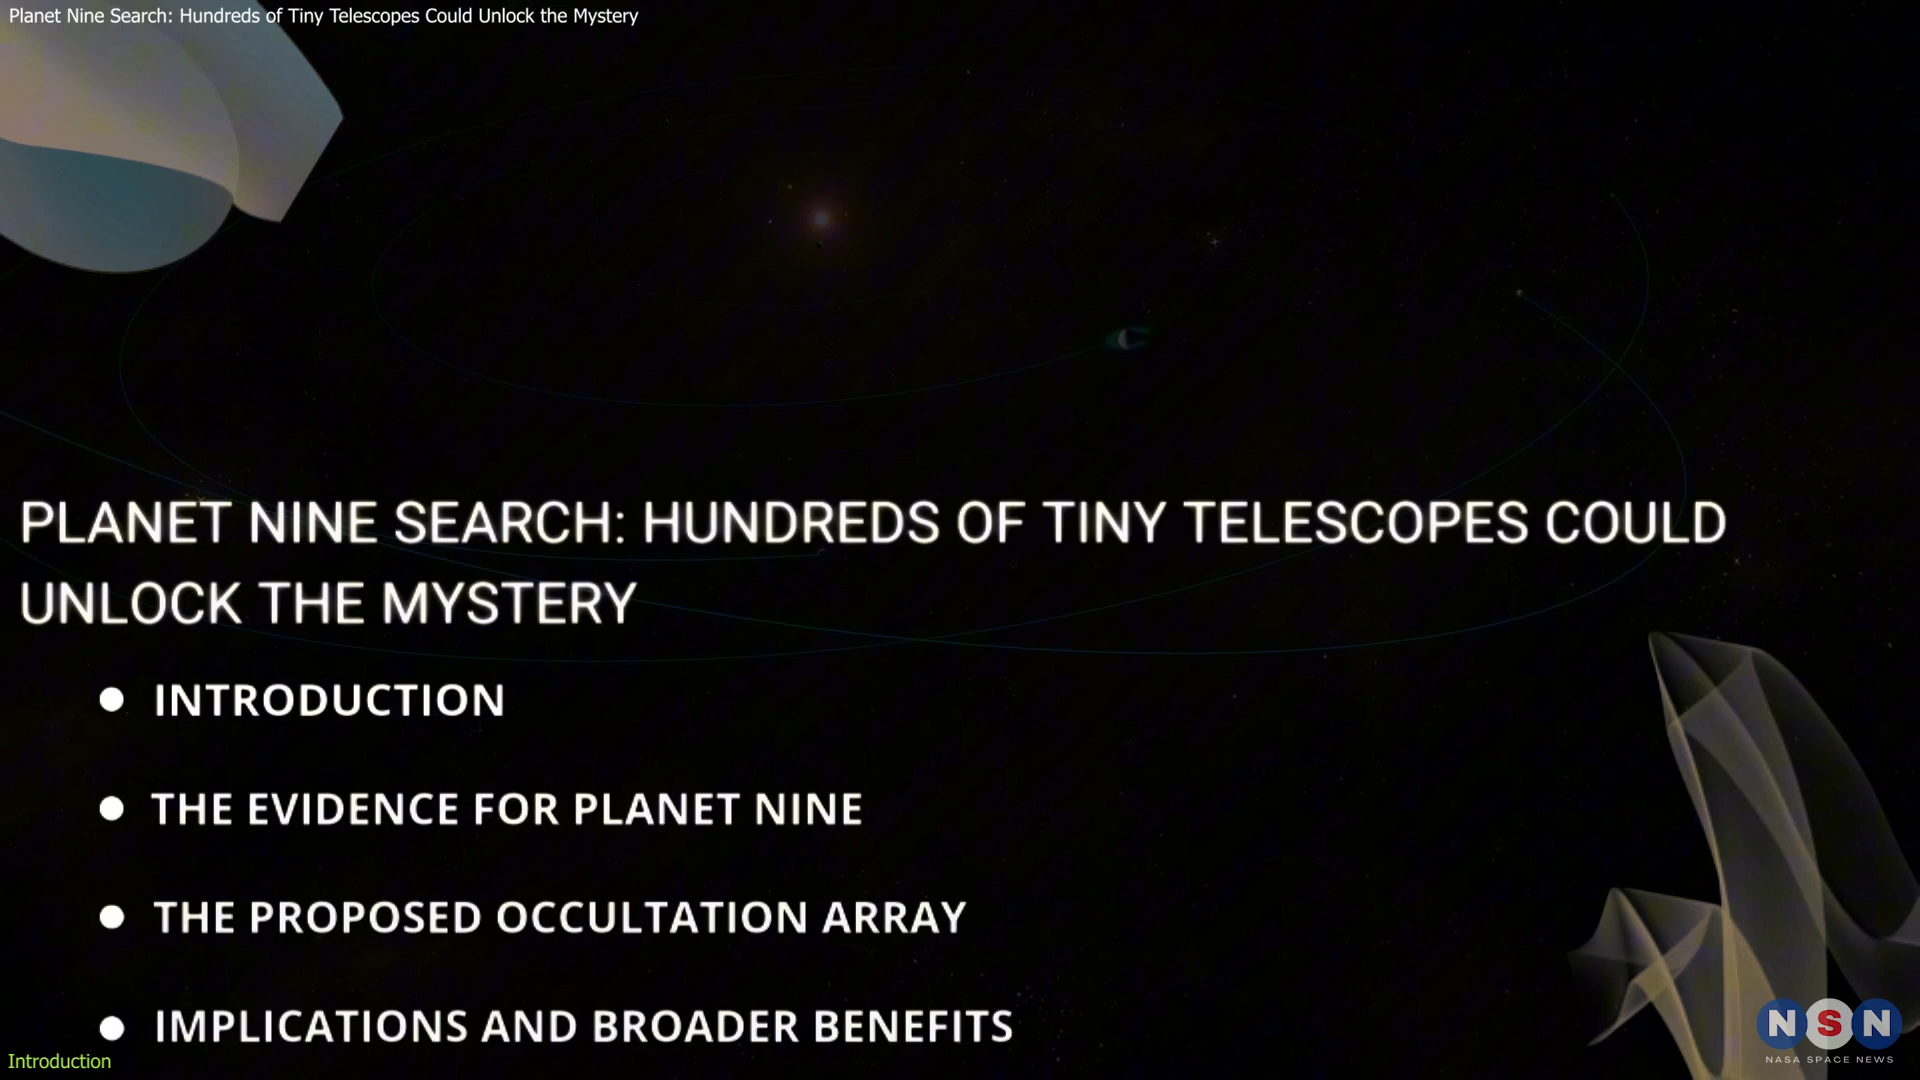 Planet Nine Search: Hundreds of Tiny Telescopes Could Unlock the Mystery
PLANET NINE SEARCH: HUNDREDS OF TINY TELESCOPES COULD
UNLOCK THE MYSTERY
● INTRODUCTION
● THE EVIDENCE FOR PLANET NINE
● THE PROPOSED OCCULTATION ARRAY
● IMPLICATIONS AND BROADER BENEFITS
Introduction
NSN
NASA SPACE NEWS